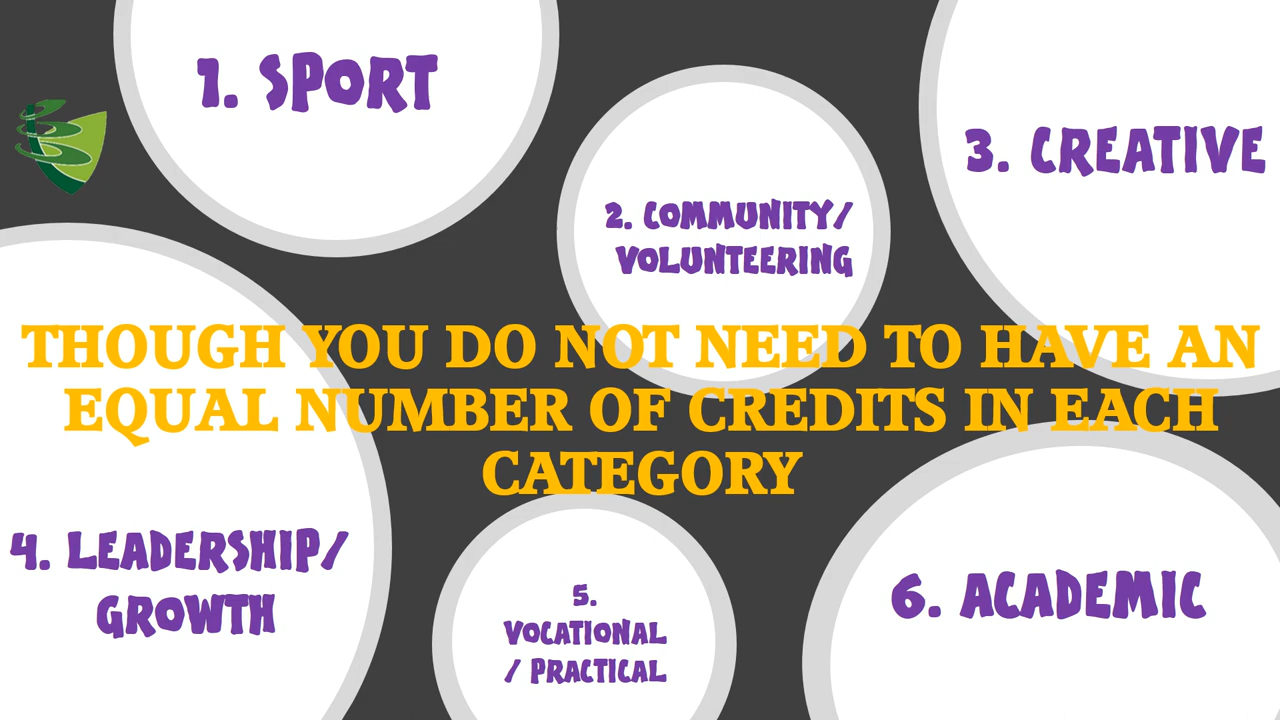 1. SPORT
2. COMMUNITY/
VOLUNTEERING
3. CREATIVE
THOUGH YOU DO NOT NEED TO HAVE AN
EQUAL NUMBER OF CREDITS IN EACH
CATEGORY
4. LEADERSHIP/
GROWTH
5.
VOCATIONAL
/ PRACTICAL
6. ACADEMIC